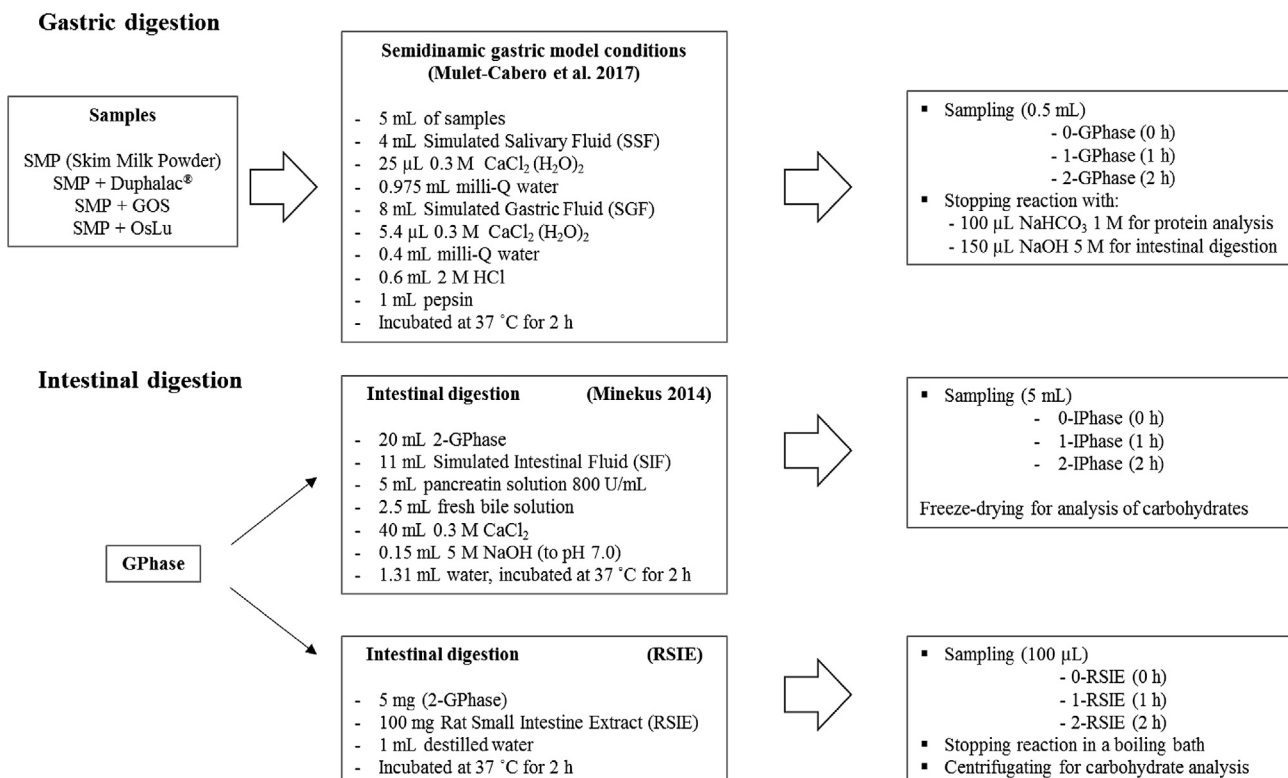 Gastric digestion
Samples
SMP (Skim Milk Powder)
SMP + Duphalac®
SMP + GOS
SMP + OsLu
Semidinamic gastric model conditions
(Mulet-Cabero et al. 2017)
- 5 mL of samples
- 4 mL Simulated Salivary Fluid (SSF)
- 25 µL 0.3 M CaCl₂ (H₂O)₂
- 0.975 mL milli-Q water
- 8 mL Simulated Gastric Fluid (SGF)
- 5.4 µL 0.3 M CaCl₂ (H₂O)₂
- 0.4 mL milli-Q water
- 0.6 mL 2 M HCl
- 1 mL pepsin
- Incubated at 37 ˚C for 2 h
▪ Sampling (0.5 mL)
- 0-GPhase (0 h)
- 1-GPhase (1 h)
- 2-GPhase (2 h)
▪ Stopping reaction with:
- 100 µL NaHCO₃ 1 M for protein analysis
- 150 µL NaOH 5 M for intestinal digestion
Intestinal digestion
GPhase
Intestinal digestion (Minekus 2014)
- 20 mL 2-GPhase
- 11 mL Simulated Intestinal Fluid (SIF)
- 5 mL pancreatin solution 800 U/mL
- 2.5 mL fresh bile solution
- 40 mL 0.3 M CaCl₂
- 0.15 mL 5 M NaOH (to pH 7.0)
- 1.31 mL water, incubated at 37 ˚C for 2 h
▪ Sampling (5 mL)
- 0-IPhase (0 h)
- 1-IPhase (1 h)
- 2-IPhase (2 h)
Freeze-drying for analysis of carbohydrates
Intestinal digestion (RSIE)
- 5 mg (2-GPhase)
- 100 mg Rat Small Intestine Extract (RSIE)
- 1 mL destilled water
- Incubated at 37 ˚C for 2 h
▪ Sampling (100 µL)
- 0-RSIE (0 h)
- 1-RSIE (1 h)
- 2-RSIE (2 h)
▪ Stopping reaction in a boiling bath
▪ Centrifugating for carbohydrate analysis